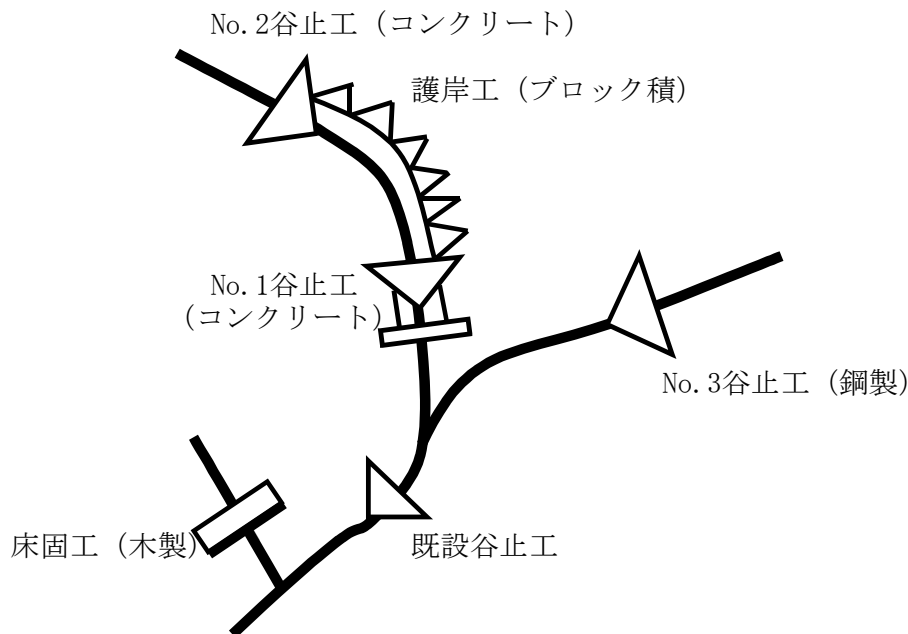 No.2谷止工（コンクリート）
護岸工（ブロック積）
No.1谷止工
（コンクリート）
No.3谷止工（鋼製）
床固工（木製）
既設谷止工